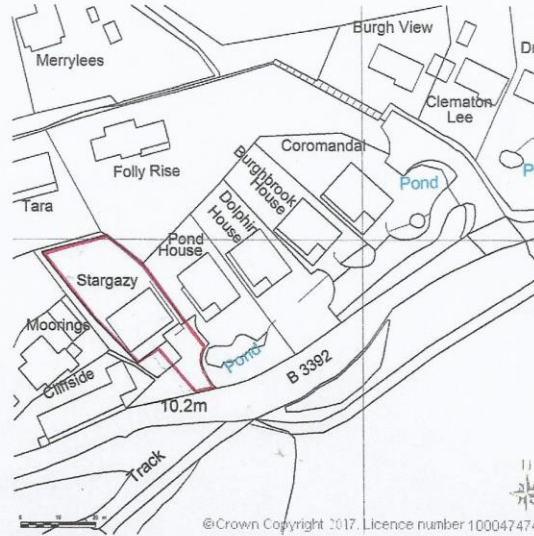 Burgh View
Merrylees
Clematon
Lee
Coromandal
Folly Rise
Burghbrook
House
Pond
Tara
Dolphin
House
Pond
House
Stargazy
Moorings
Pond
Cliffside
B 3392
10.2m
Track
©Crown Copyright 2017. Licence number 100047474